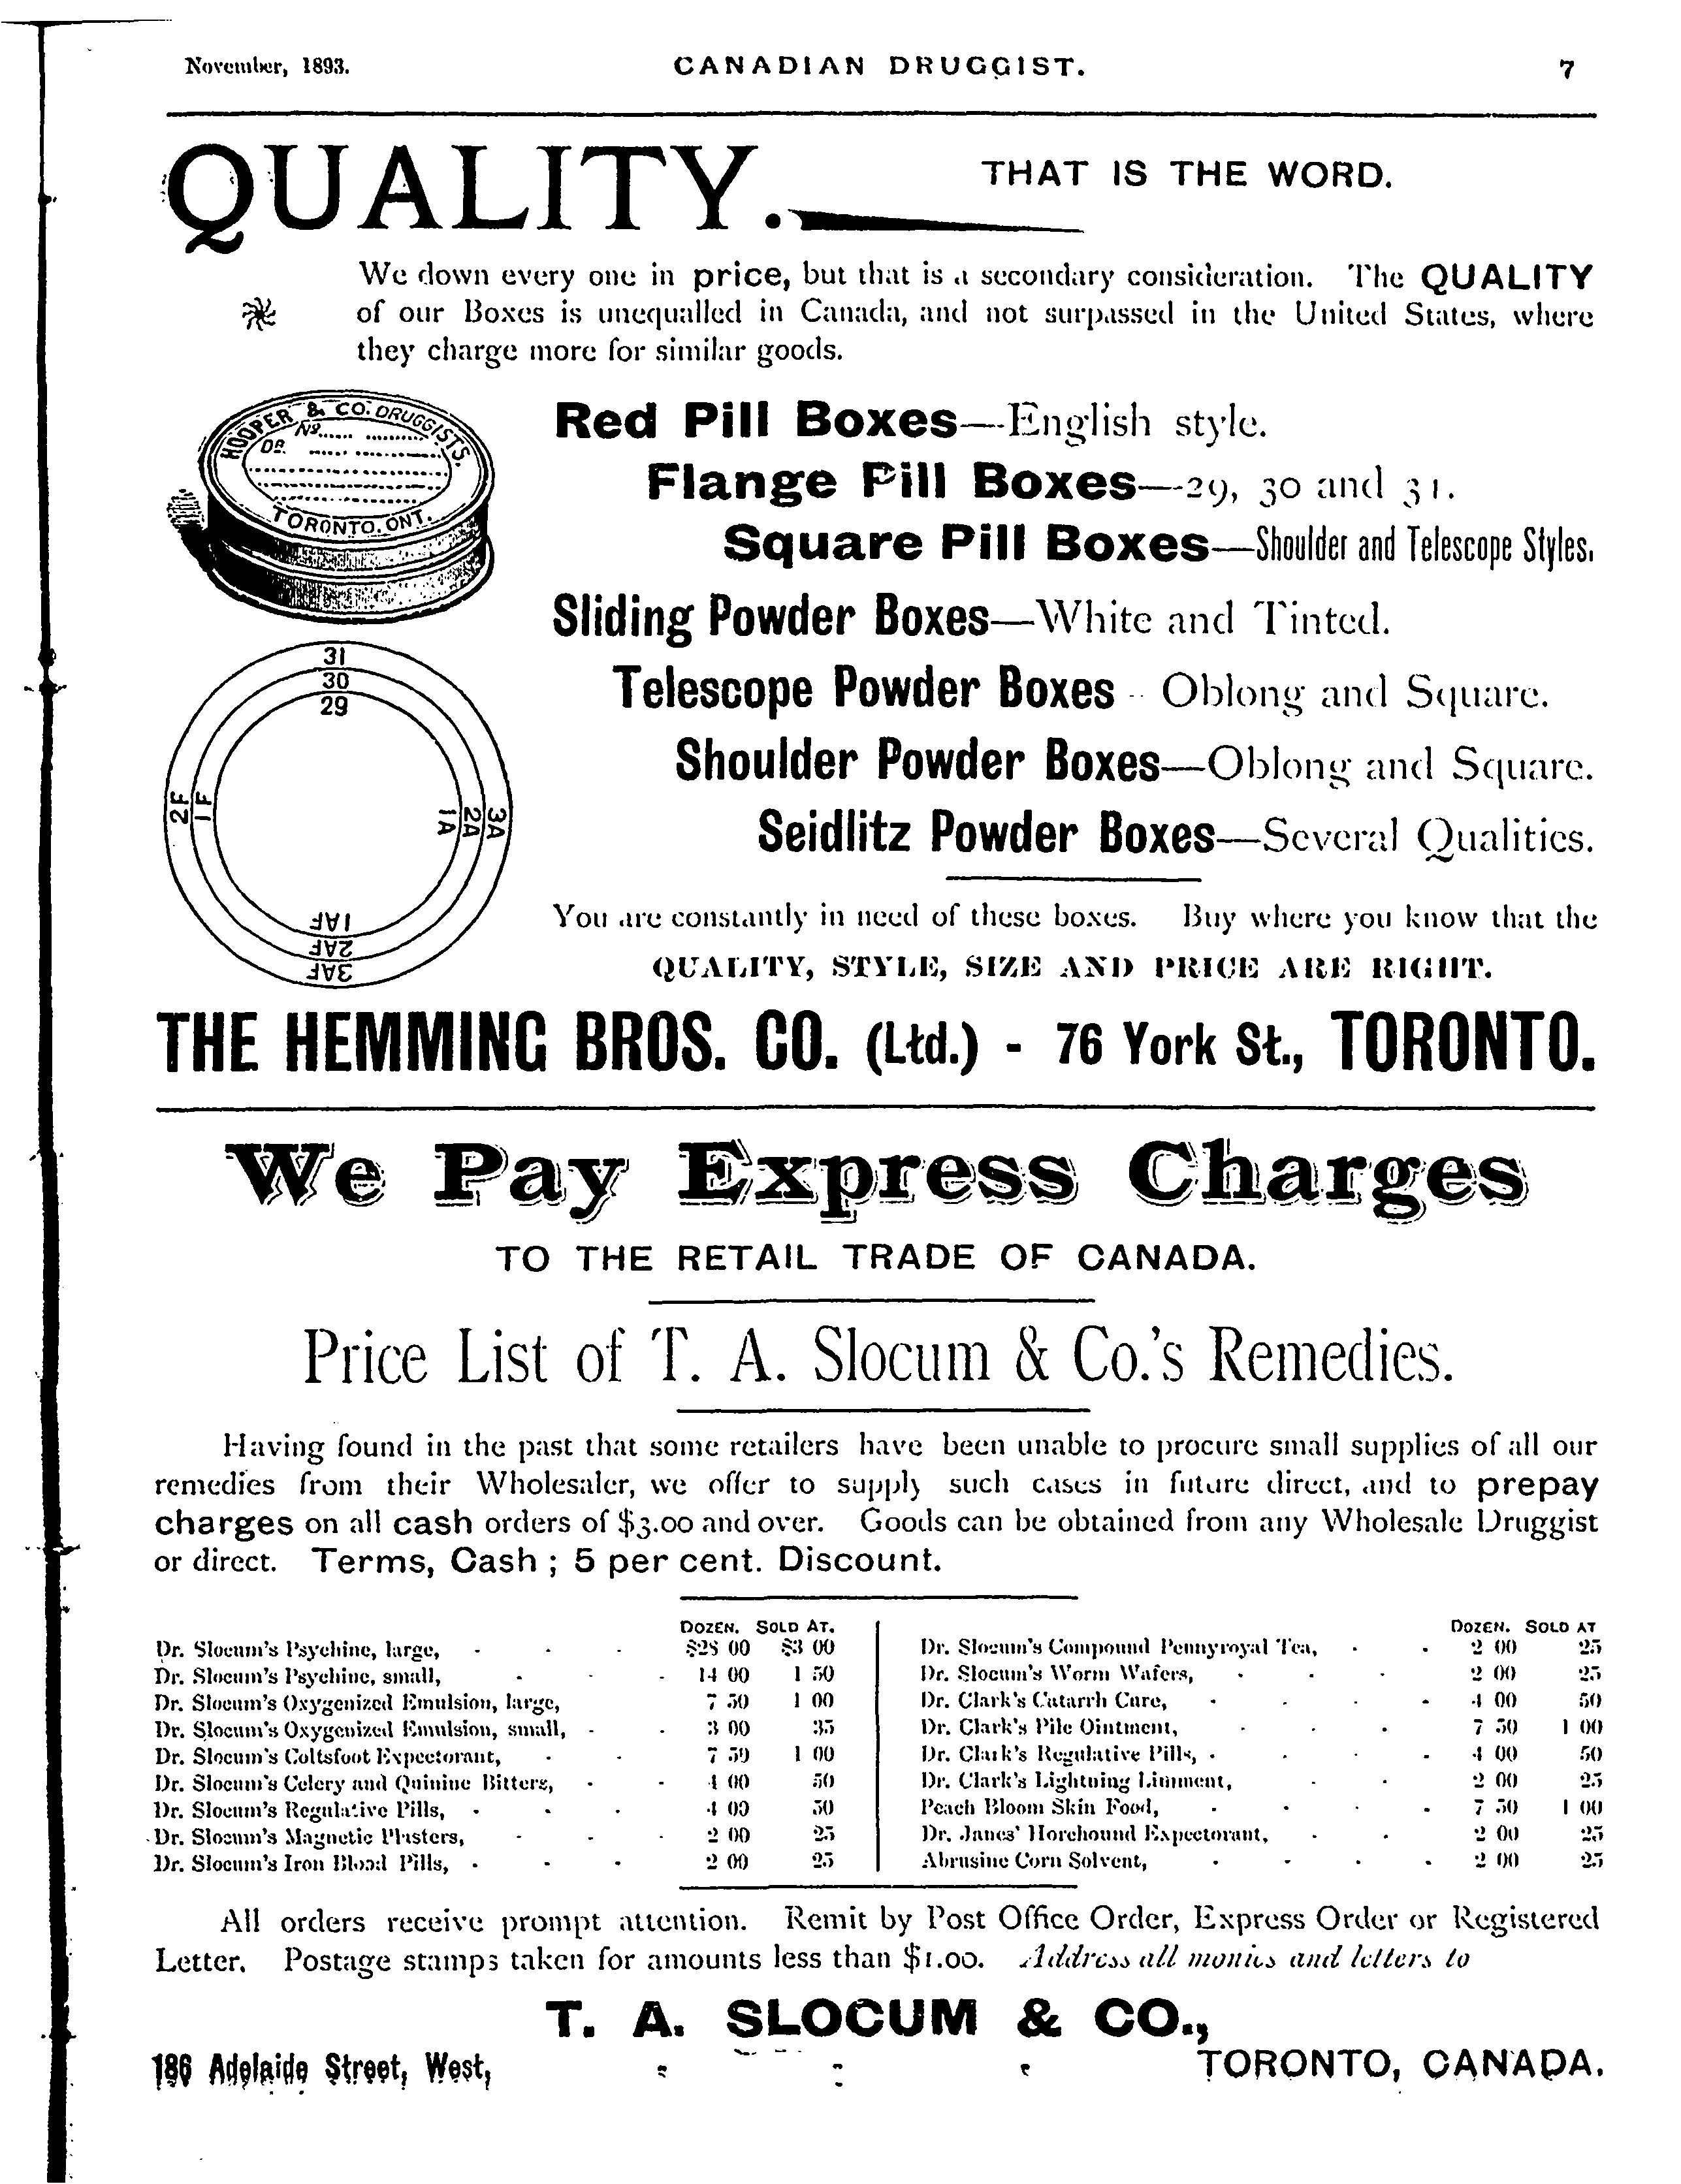 November, 1893.
CANADIAN DRUGGIST.
7
QUALITY.
THAT IS THE WORD.
We down every one in price, but that is a secondary consideration. The QUALITY
of our Boxes is unequalled in Canada, and not surpassed in the United States, where
they charge more for similar goods.
HOOPER & CO. DRUGGISTS.
No.
DR.
TORONTO. ONT.
Red Pill Boxes—English style.
Flange Pill Boxes—29, 30 and 31.
Square Pill Boxes—Shoulder and Telescope Styles.
Sliding Powder Boxes—White and Tinted.
Telescope Powder Boxes - Oblong and Square.
Shoulder Powder Boxes—Oblong and Square.
Seidlitz Powder Boxes—Several Qualities.
31
30
29
2F 1F 1A 2A 3A
1AF
2AF
3AF
You are constantly in need of these boxes. Buy where you know that the
QUALITY, STYLE, SIZE AND PRICE ARE RIGHT.
THE HEMMING BROS. CO. (Ltd.) - 76 York St., TORONTO.
We Pay Express Charges
TO THE RETAIL TRADE OF CANADA.
Price List of T. A. Slocum & Co.'s Remedies.
Having found in the past that some retailers have been unable to procure small supplies of all our
remedies from their Wholesaler, we offer to supply such cases in future direct, and to prepay
charges on all cash orders of $3.00 and over. Goods can be obtained from any Wholesale Druggist
or direct. Terms, Cash ; 5 per cent. Discount.
DOZEN. SOLD AT.
Dr. Slocum's Psychine, large, - - - $28 00 $3 00
Dr. Slocum's Psychine, small, - - - 14 00 1 50
Dr. Slocum's Oxygenized Emulsion, large, 7 50 1 00
Dr. Slocum's Oxygenized Emulsion, small, - - 3 00 35
Dr. Slocum's Coltsfoot Expectorant, - - 7 50 1 00
Dr. Slocum's Celery and Quinine Bitters, - - 4 00 50
Dr. Slocum's Regulative Pills, - - - 4 00 50
Dr. Slocum's Magnetic Plasters, - - - 2 00 25
Dr. Slocum's Iron Blood Pills, - - - 2 00 25
DOZEN. SOLD AT
Dr. Slocum's Compound Pennyroyal Tea, - - 2 00 25
Dr. Slocum's Worm Wafers, - - - 2 00 25
Dr. Clark's Catarrh Cure, - - - - 4 00 50
Dr. Clark's Pile Ointment, - - - 7 50 1 00
Dr. Clark's Regulative Pills, - - - - 4 00 50
Dr. Clark's Lightning Liniment, - - 2 00 25
Peach Bloom Skin Food, - - - - 7 50 1 00
Dr. Janes' Horehound Expectorant, - - 2 00 25
Abrusine Corn Solvent, - - - - 2 00 25
All orders receive prompt attention. Remit by Post Office Order, Express Order or Registered
Letter. Postage stamps taken for amounts less than $1.00. Address all monies and letters to
T. A. SLOCUM & CO.,
186 Adelaide Street, West, - - - TORONTO, CANADA.